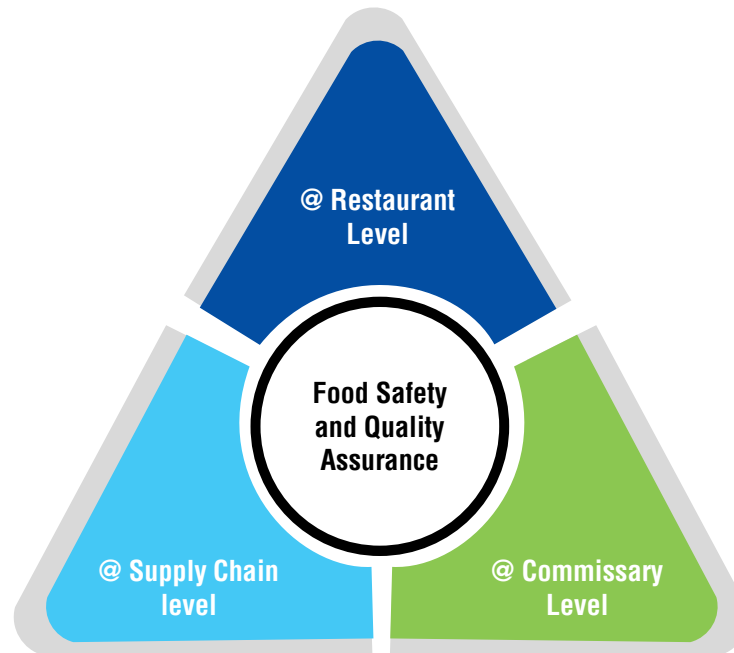 @ Restaurant
Level
Food Safety
and Quality
Assurance
@ Supply Chain
level
@ Commissary
Level